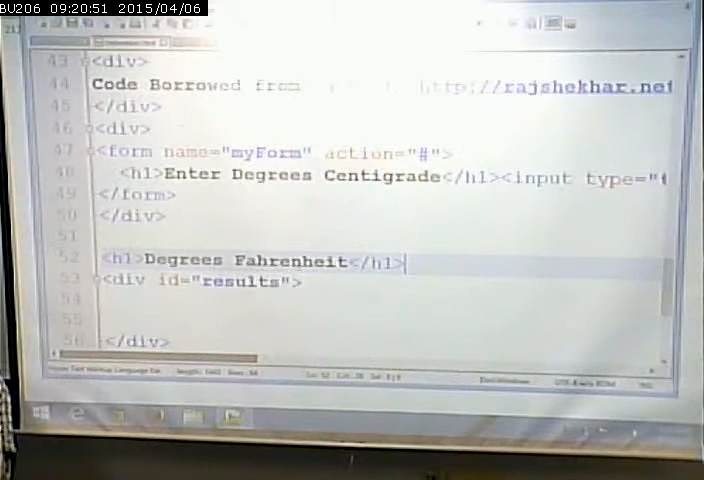 BU206 09:20:51 2015/04/06
43 <div>
44 Code Borrowed from http://rajshekhar.net
45 </div>
46 <div>
47 <form name="myForm" action="#">
48 <h1>Enter Degrees Centigrade</h1><input type="t
49 </form>
50 </div>
51
52 <h1>Degrees Fahrenheit</h1>
53 <div id="results">
54
55
56 </div>